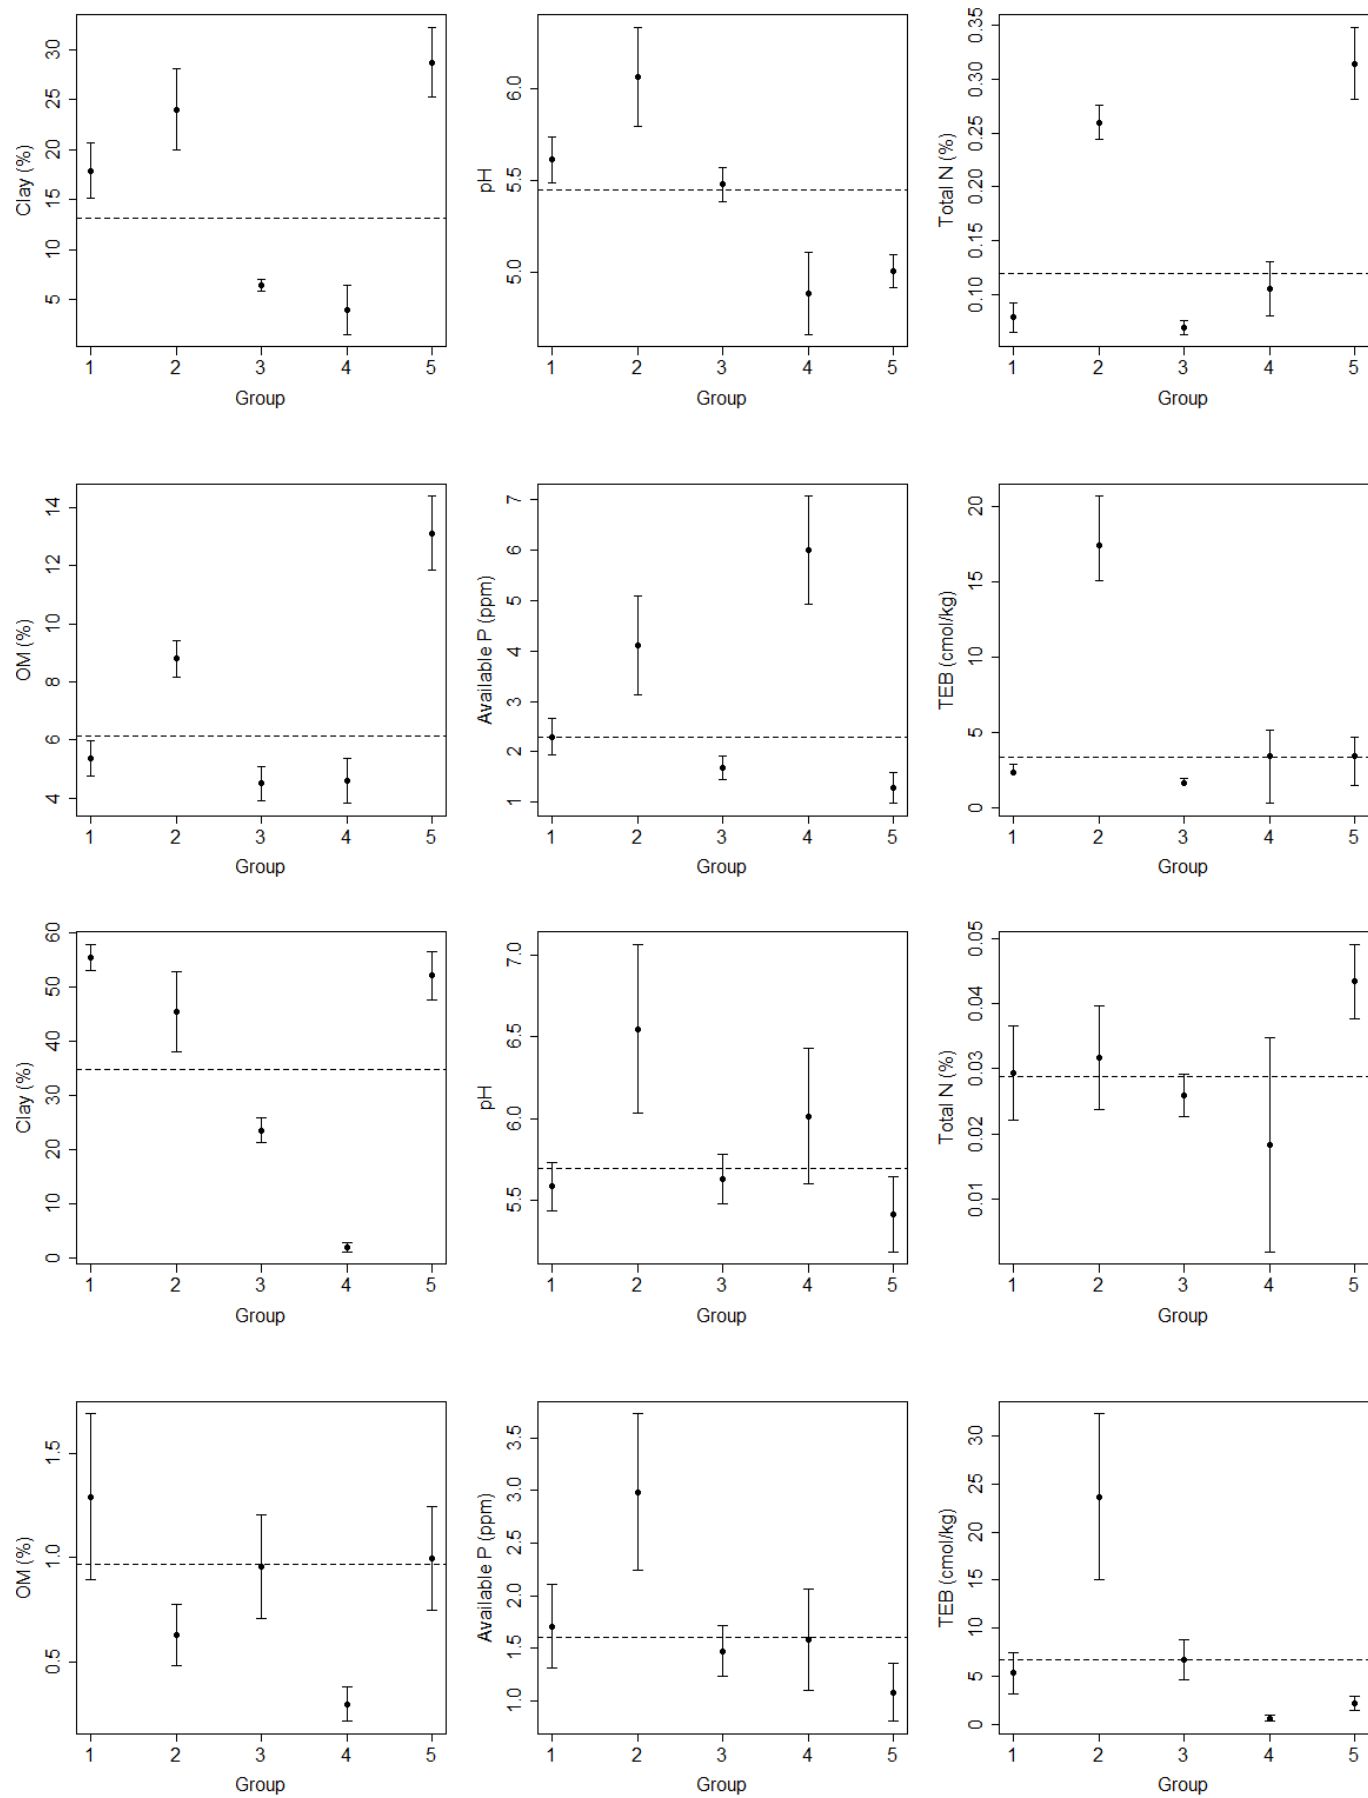 Clay (%)
30
25
20
15
10
5
1 2 3 4 5
Group
pH
6.0
5.5
5.0
1 2 3 4 5
Group
Total N (%)
0.35
0.30
0.25
0.20
0.15
0.10
1 2 3 4 5
Group
OM (%)
14
12
10
8
6
4
1 2 3 4 5
Group
Available P (ppm)
7
6
5
4
3
2
1
1 2 3 4 5
Group
TEB (cmol/kg)
20
15
10
5
0
1 2 3 4 5
Group
Clay (%)
60
50
40
30
20
10
0
1 2 3 4 5
Group
pH
7.0
6.5
6.0
5.5
1 2 3 4 5
Group
Total N (%)
0.05
0.04
0.03
0.02
0.01
1 2 3 4 5
Group
OM (%)
1.5
1.0
0.5
1 2 3 4 5
Group
Available P (ppm)
3.5
3.0
2.5
2.0
1.5
1.0
1 2 3 4 5
Group
TEB (cmol/kg)
30
25
20
15
10
5
0
1 2 3 4 5
Group